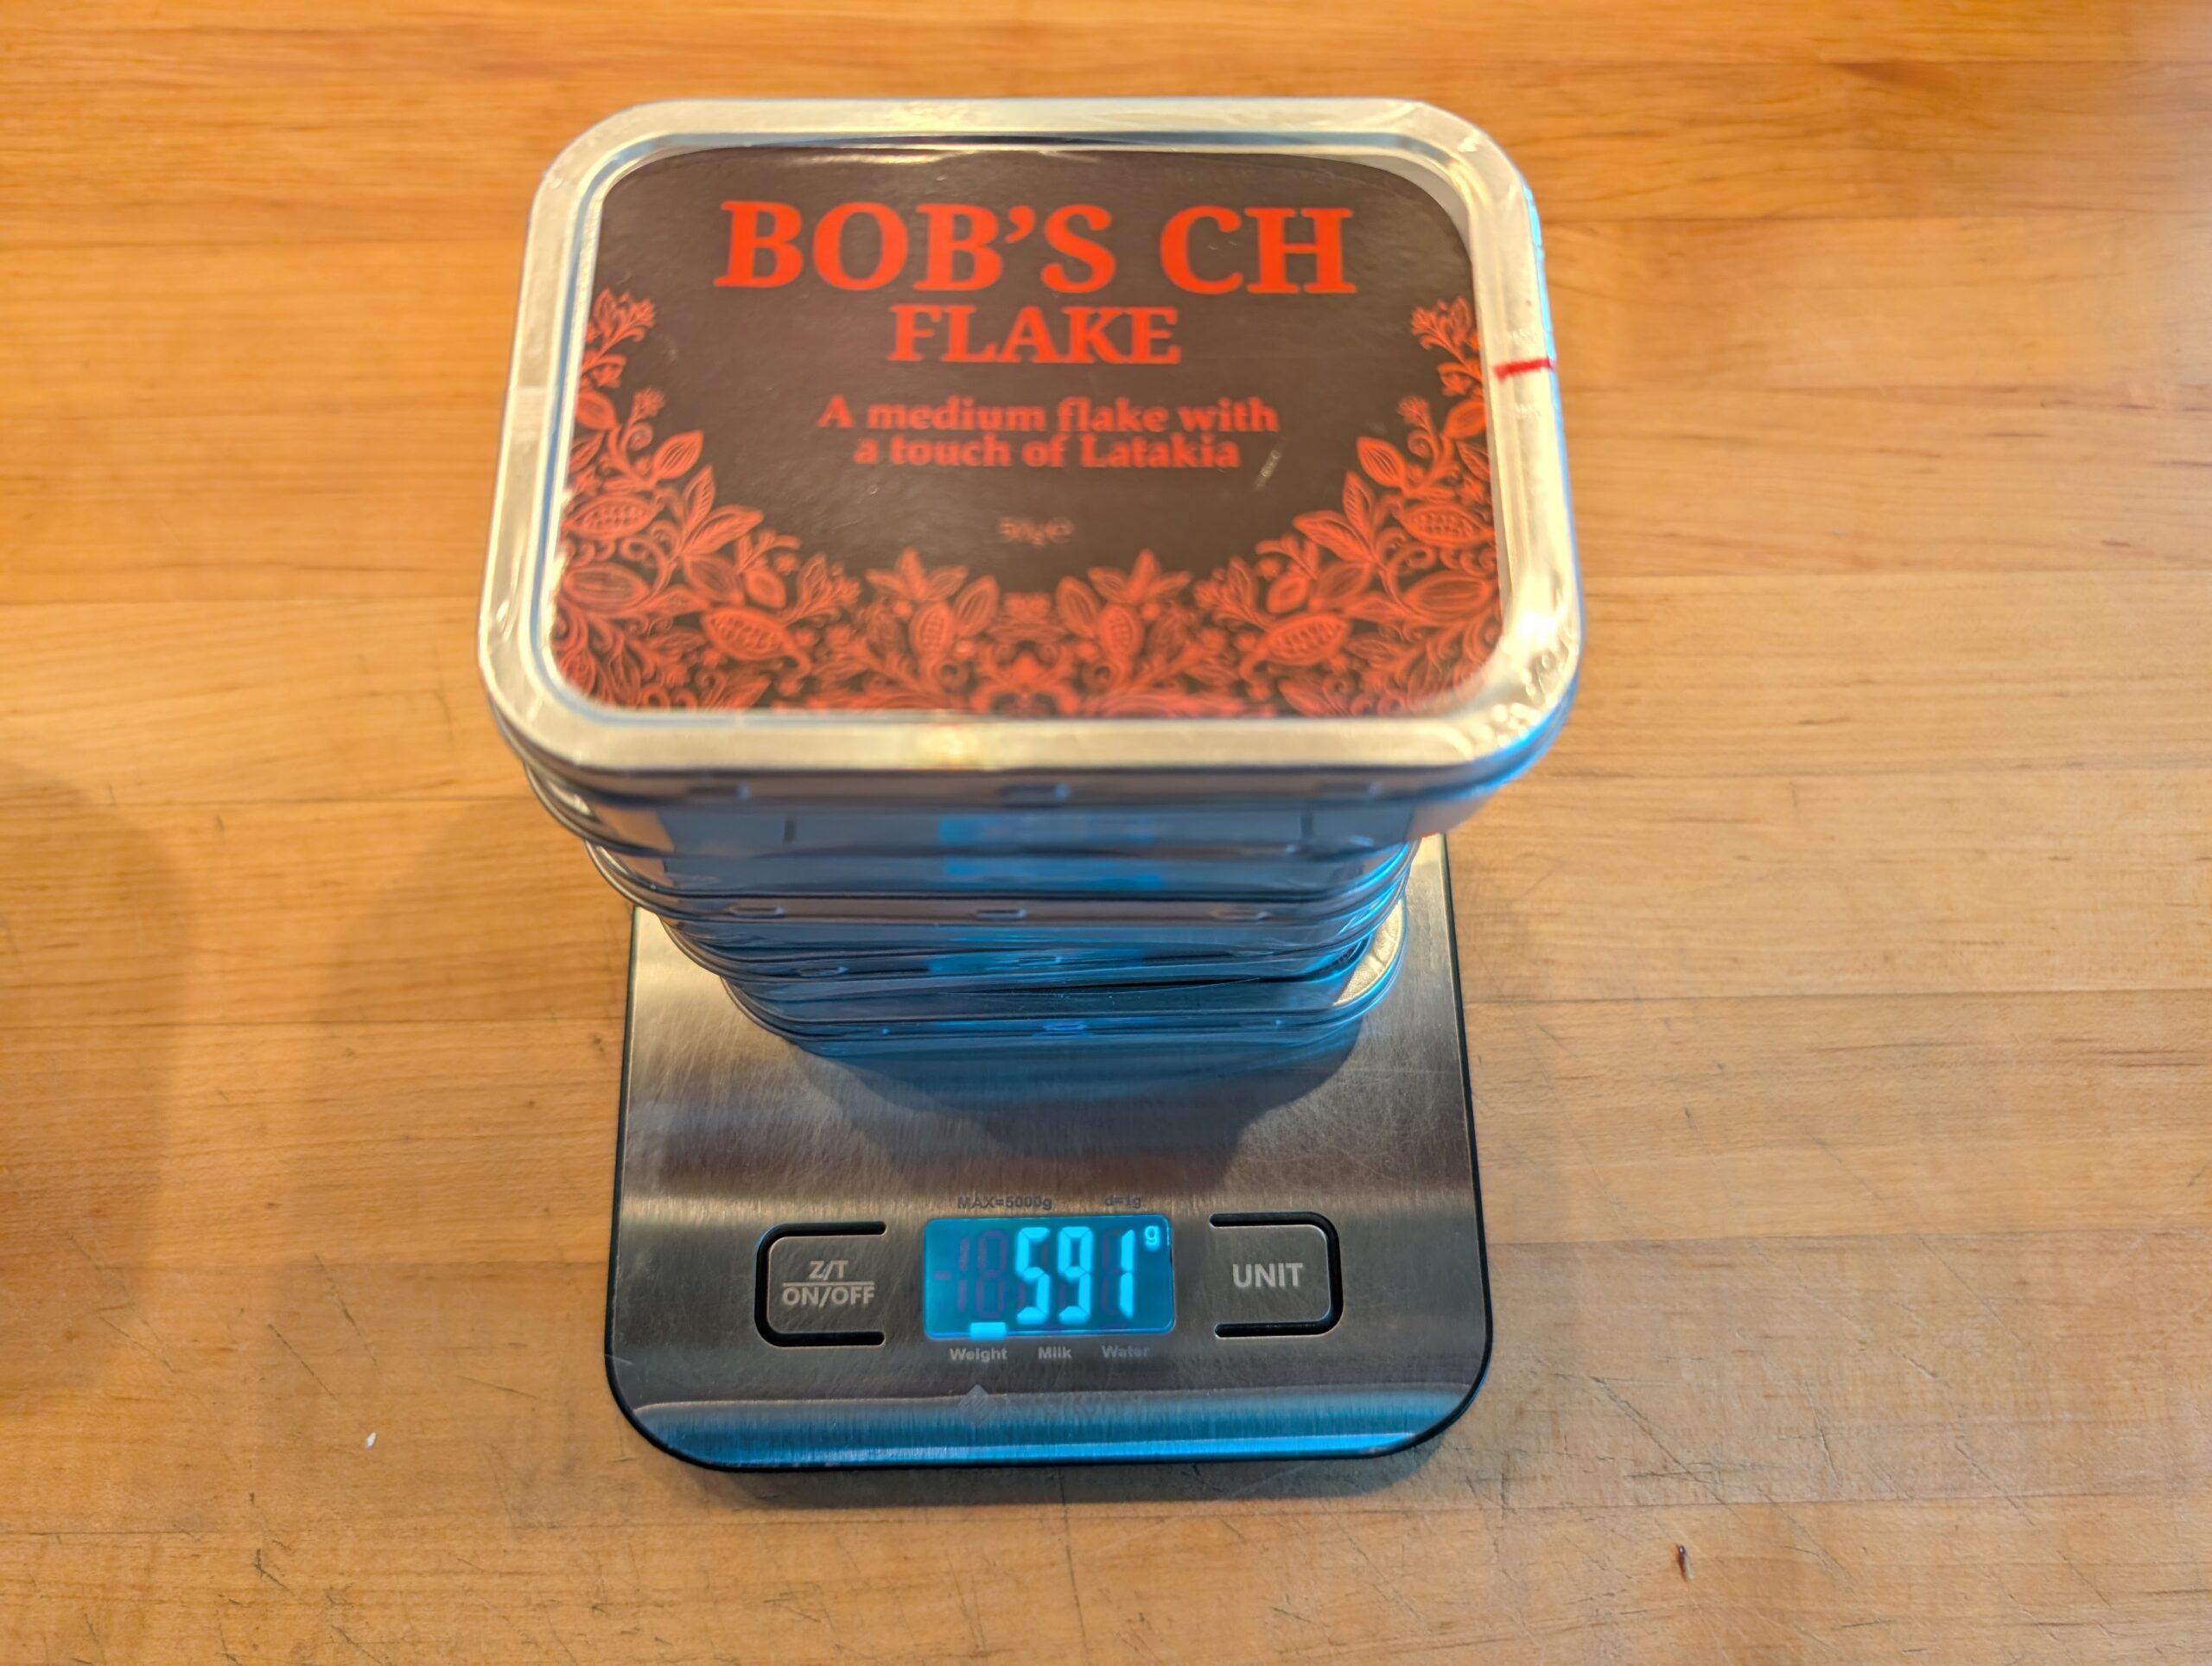 BOB'S CH
FLAKE
A medium flake with
a touch of Latakia
50g℮
MAX=5000g d=1g
Z/T
ON/OFF
591 g
UNIT
Weight Milk Water